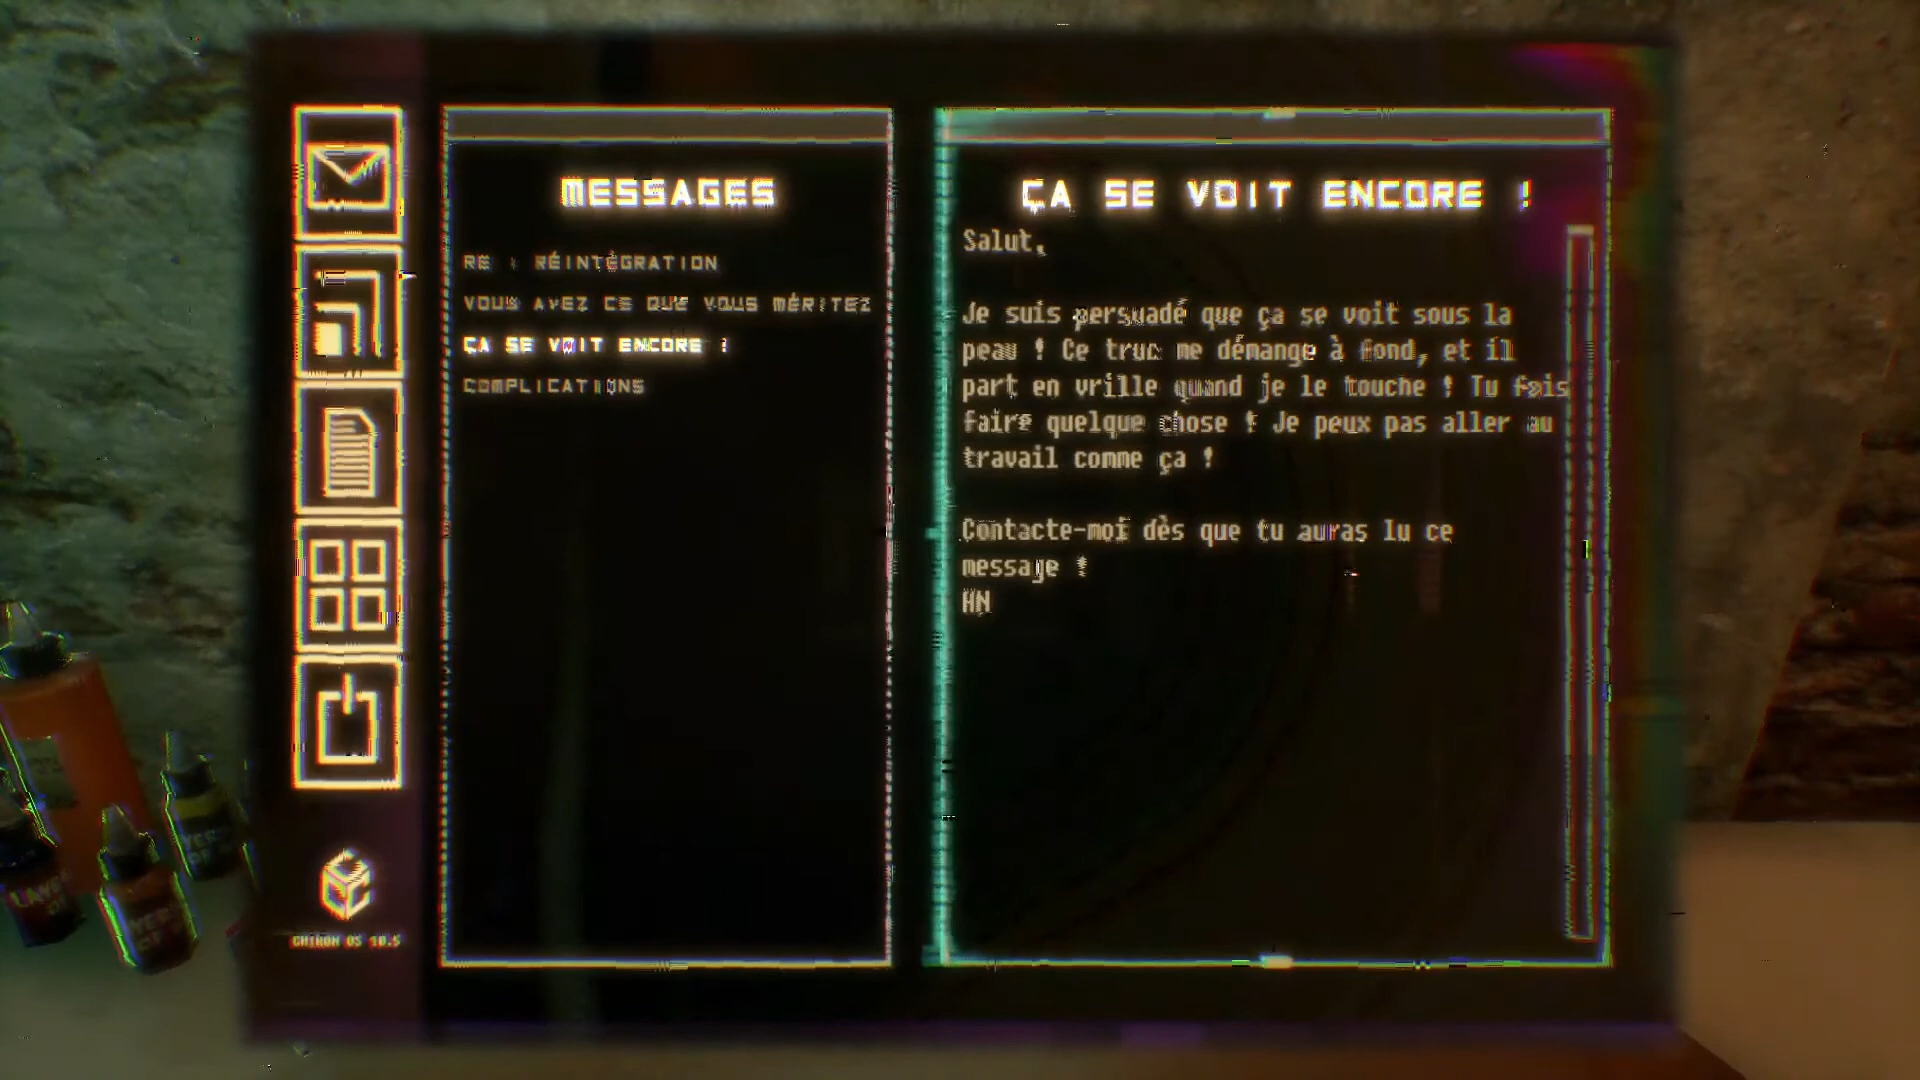 MESSAGES
RE : RÉINTÉGRATION
VOUS AVEZ CE QUE VOUS MÉRITEZ
ÇA SE VOIT ENCORE !
COMPLICATIONS
ÇA SE VOIT ENCORE !
Salut,
Je suis persuadé que ça se voit sous la
peau ! Ce truc me démange à fond, et il
part en vrille quand je le touche ! Tu fois
faire quelque chose ! Je peux pas aller au
travail comme ça !
Contacte-moi dès que tu auras lu ce
message !
HN
CHIRON OS 10.5